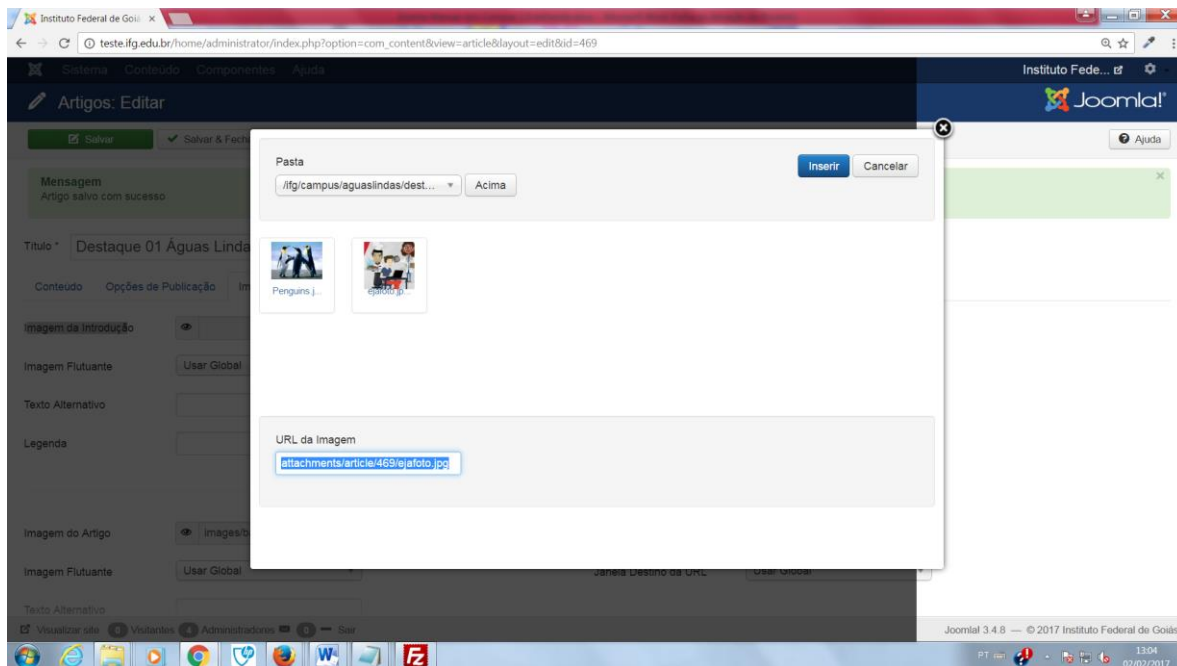 Instituto Federal de Goiá
teste.ifg.edu.br/home/administrator/index.php?option=com_content&view=article&layout=edit&id=469
Sistema Conteúdo Componentes Ajuda
Instituto Fede...
Artigos: Editar
Joomla!
Salvar
Salvar & Fech
Ajuda
Pasta
/ifg/campus/aguaslindas/dest...
Acima
Inserir
Cancelar
Mensagem
Artigo salvo com sucesso
Título * Destaque 01 Águas Linda
Conteúdo Opções de Publicação Im
Penguins.j...
ejafoto.jp...
Imagem da Introdução
Imagem Flutuante Usar Global
Texto Alternativo
Legenda
URL da Imagem
attachments/article/469/ejafoto.jpg
Imagem do Artigo images/b
Imagem Flutuante Usar Global
Janela Destino da URL Usar Global
Texto Alternativo
Visualizar site 0 Visitantes 4 Administradores 0 Sair
Joomla! 3.4.8 — © 2017 Instituto Federal de Goiás
PT
13:04
02/02/2017